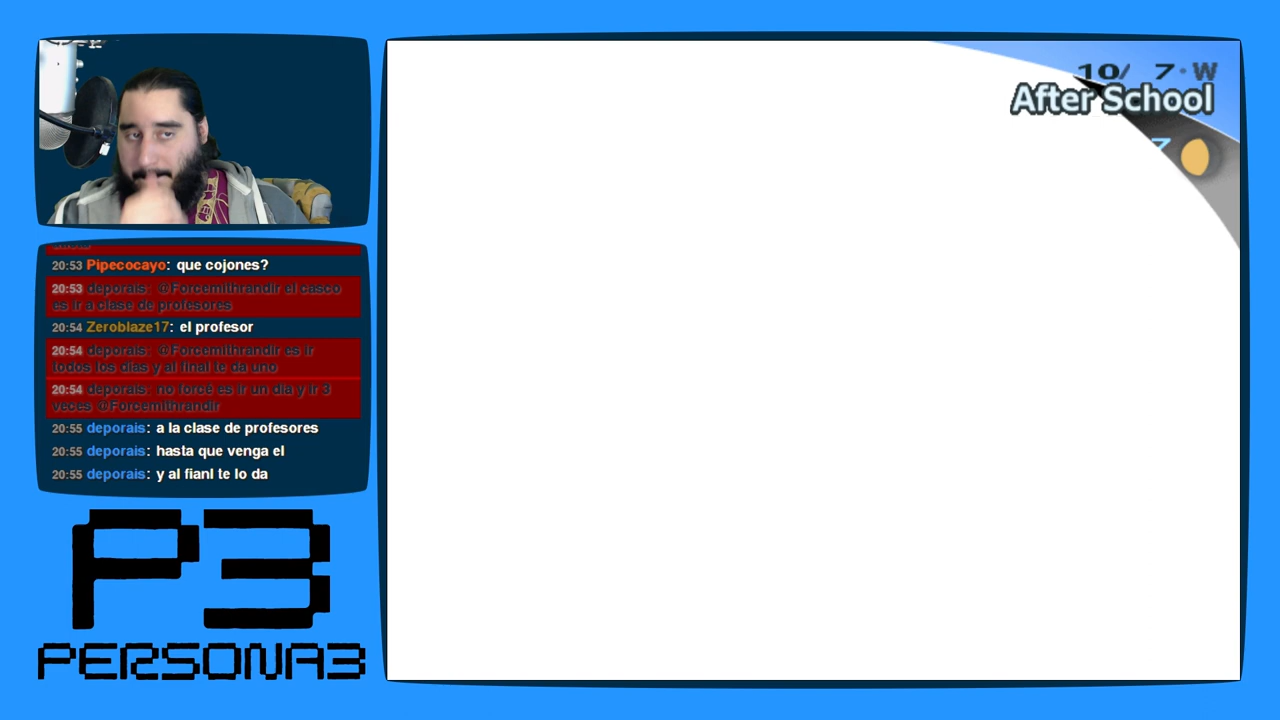 20:53 Pipecocayo: que cojones?
20:53 deporais: @Forcemithrandir el casco
es ir a clase de profesores
20:54 Zeroblaze17: el profesor
20:54 deporais: @Forcemithrandir es ir
todos los dias y al final te da uno
20:54 deporais: no force es ir un dia y ir 3
veces @Forcemithrandir
20:55 deporais: a la clase de profesores
20:55 deporais: hasta que venga el
20:55 deporais: y al fianl te lo da
P3
PERSONA3
10/ 7·W
After School
7